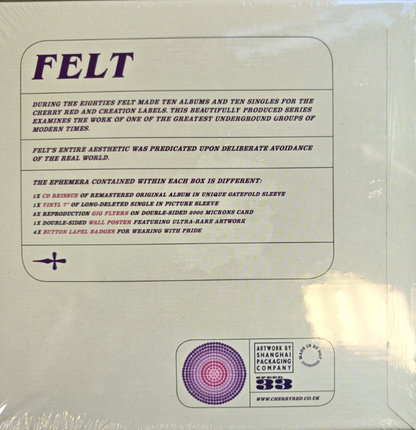 FELT
DURING THE EIGHTIES FELT MADE TEN ALBUMS AND TEN SINGLES FOR THE
CHERRY RED AND CREATION LABELS. THIS BEAUTIFULLY PRODUCED SERIES
EXAMINES THE WORK OF ONE OF THE GREATEST UNDERGROUND GROUPS OF
MODERN TIMES.
FELT'S ENTIRE AESTHETIC WAS PREDICATED UPON DELIBERATE AVOIDANCE
OF THE REAL WORLD.
THE EPHEMERA CONTAINED WITHIN EACH BOX IS DIFFERENT:
1X CD REISSUE OF REMASTERED ORIGINAL ALBUM IN UNIQUE GATEFOLD SLEEVE
1X VINYL 7" OF LONG-DELETED SINGLE IN PICTURE SLEEVE
2X REPRODUCTION GIG FLYERS ON DOUBLE-SIDED 2000 MICRONS CARD
1X DOUBLE-SIDED WALL POSTER FEATURING ULTRA-RARE ARTWORK
4X BUTTON LAPEL BADGES FOR WEARING WITH PRIDE
ARTWORK BY
SHANGHAI
PACKAGING
COMPANY
SPEED
33
WWW.CHERRYRED.CO.UK